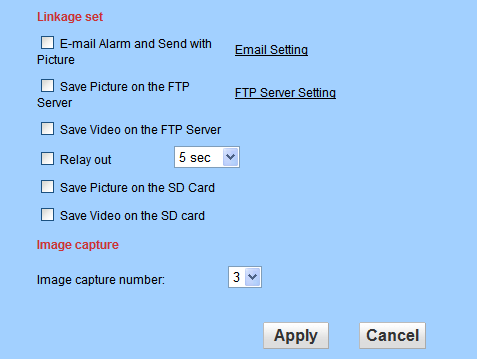 Linkage set
E-mail Alarm and Send with
Picture
Email Setting
Save Picture on the FTP
Server
FTP Server Setting
Save Video on the FTP Server
Relay out 5 sec
Save Picture on the SD Card
Save Video on the SD card
Image capture
Image capture number: 3
Apply Cancel